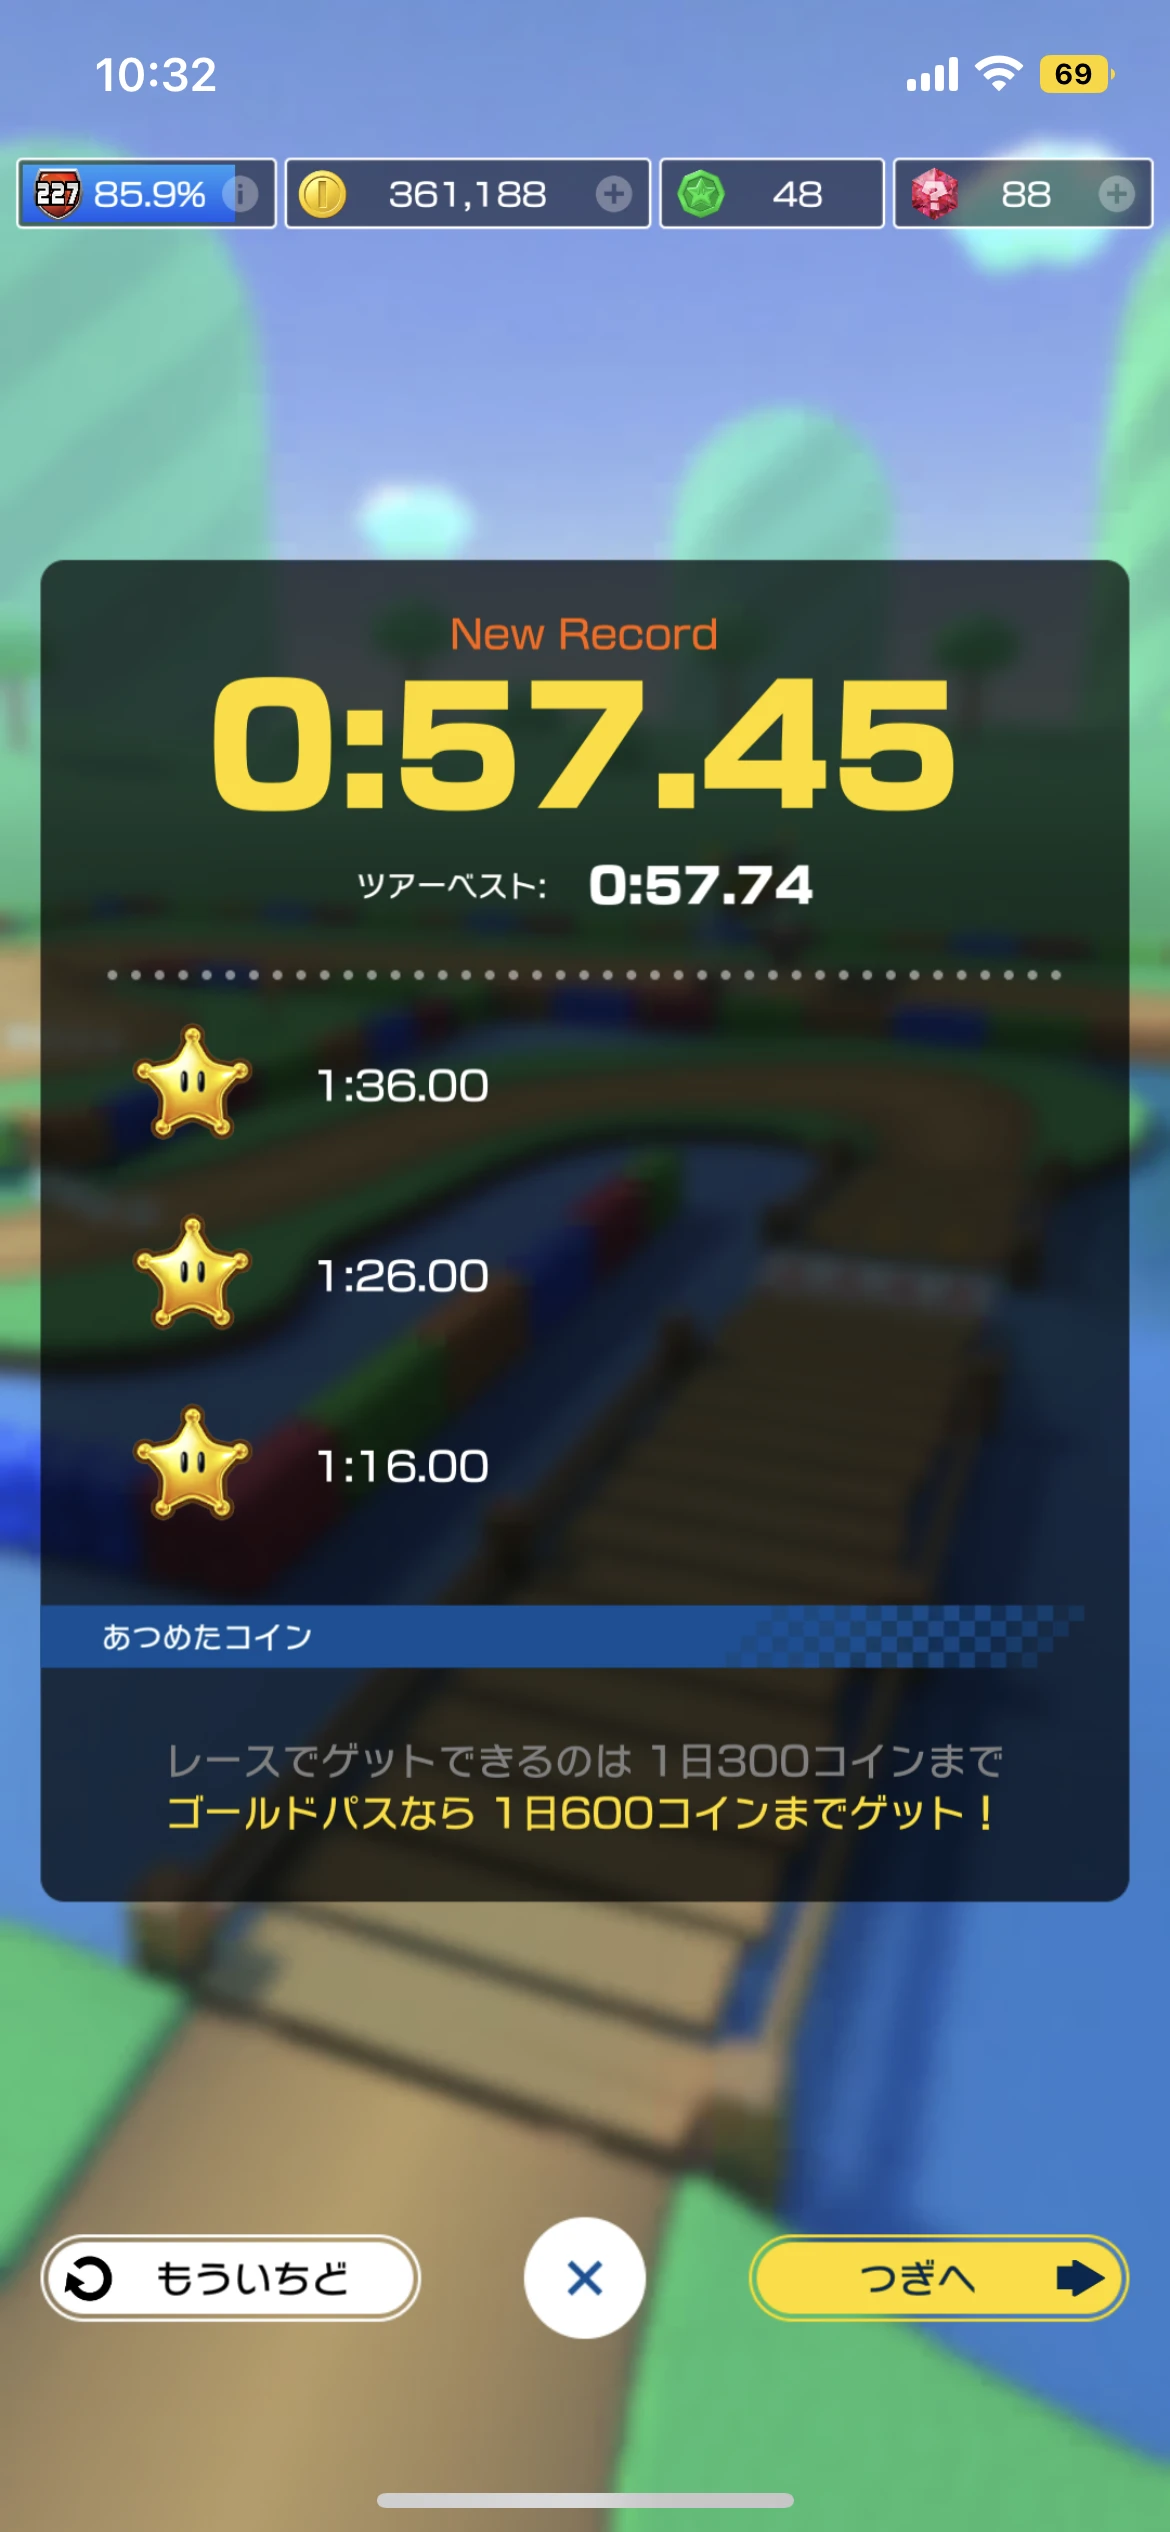 10:32
69
227 85.9% i
361,188 +
48
88 +
New Record
0:57.45
ツアーベスト: 0:57.74
1:36.00
1:26.00
1:16.00
あつめたコイン
レースでゲットできるのは 1日300コインまで
ゴールドパスなら 1日600コインまでゲット！
もういちど
つぎへ